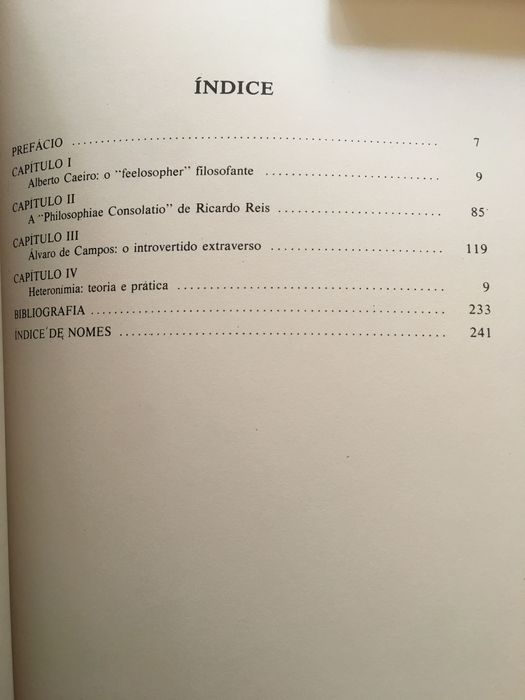 ÍNDICE
PREFÁCIO ........................................ 7
CAPÍTULO I
Alberto Caeiro: o "feelosopher" filosofante ........................... 9
CAPÍTULO II
A "Philosophiae Consolatio" de Ricardo Reis ......................... 85
CAPÍTULO III
Álvaro de Campos: o introvertido extraverso .......................... 119
CAPÍTULO IV
Heteronímia: teoria e prática ........................................ 9
BIBLIOGRAFIA ........................................ 233
INDICE DE NOMES ........................................ 241